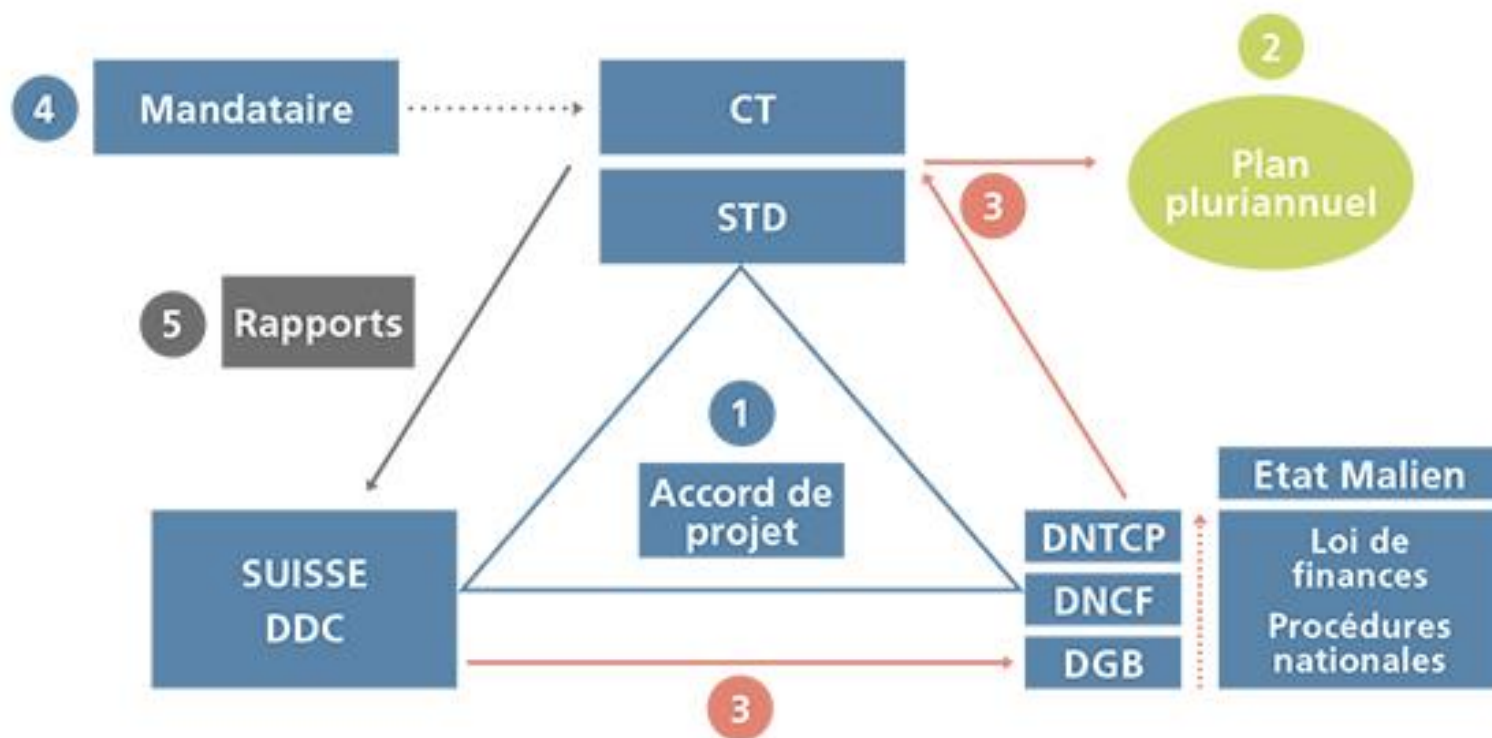 2
4
Mandataire
CT
Plan
pluriannuel
3
STD
5
Rapports
1
Accord de
projet
Etat Malien
SUISSE
DDC
DNTCP
DNCF
DGB
Loi de
finances
Procédures
nationales
3